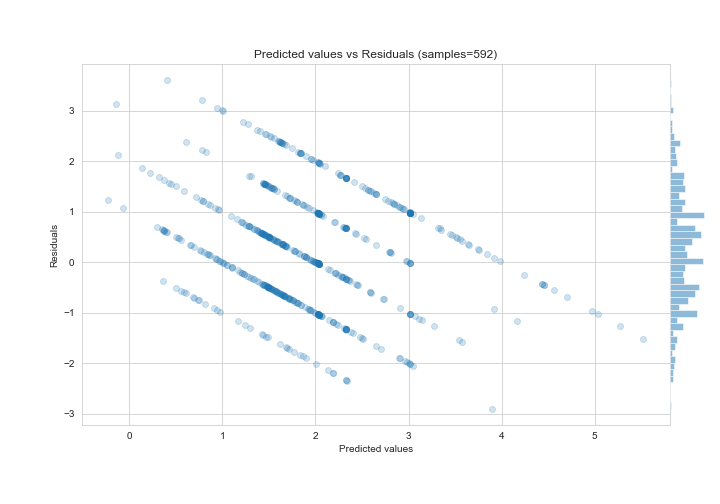 Predicted values vs Residuals (samples=592)
3
2
1
0
−1
−2
−3
Residuals
0 1 2 3 4 5
Predicted values